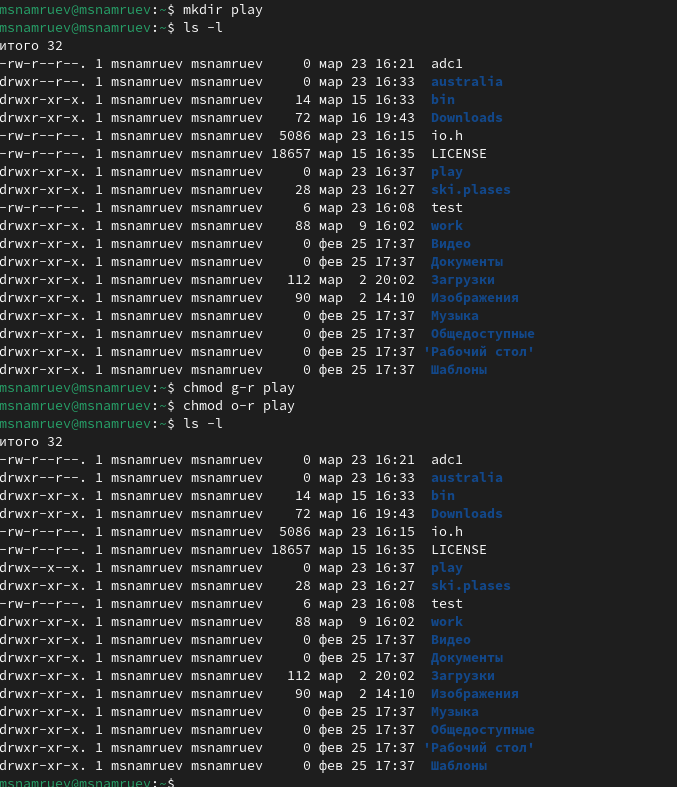 msnamruev@msnamruev:~$ mkdir play
msnamruev@msnamruev:~$ ls -l
итого 32
-rw-r--r--. 1 msnamruev msnamruev     0 мар 23 16:21  adc1
drwxr--r--. 1 msnamruev msnamruev     0 мар 23 16:33  australia
drwxr-xr-x. 1 msnamruev msnamruev    14 мар 15 16:33  bin
drwxr-xr-x. 1 msnamruev msnamruev    72 мар 16 19:43  Downloads
-rw-r--r--. 1 msnamruev msnamruev  5086 мар 23 16:15  io.h
-rw-r--r--. 1 msnamruev msnamruev 18657 мар 15 16:35  LICENSE
drwxr-xr-x. 1 msnamruev msnamruev     0 мар 23 16:37  play
drwxr-xr-x. 1 msnamruev msnamruev    28 мар 23 16:27  ski.plases
-rw-r--r--. 1 msnamruev msnamruev     6 мар 23 16:08  test
drwxr-xr-x. 1 msnamruev msnamruev    88 мар  9 16:02  work
drwxr-xr-x. 1 msnamruev msnamruev     0 фев 25 17:37  Видео
drwxr-xr-x. 1 msnamruev msnamruev     0 фев 25 17:37  Документы
drwxr-xr-x. 1 msnamruev msnamruev   112 мар  2 20:02  Загрузки
drwxr-xr-x. 1 msnamruev msnamruev    90 мар  2 14:10  Изображения
drwxr-xr-x. 1 msnamruev msnamruev     0 фев 25 17:37  Музыка
drwxr-xr-x. 1 msnamruev msnamruev     0 фев 25 17:37  Общедоступные
drwxr-xr-x. 1 msnamruev msnamruev     0 фев 25 17:37 'Рабочий стол'
drwxr-xr-x. 1 msnamruev msnamruev     0 фев 25 17:37  Шаблоны
msnamruev@msnamruev:~$ chmod g-r play
msnamruev@msnamruev:~$ chmod o-r play
msnamruev@msnamruev:~$ ls -l
итого 32
-rw-r--r--. 1 msnamruev msnamruev     0 мар 23 16:21  adc1
drwxr--r--. 1 msnamruev msnamruev     0 мар 23 16:33  australia
drwxr-xr-x. 1 msnamruev msnamruev    14 мар 15 16:33  bin
drwxr-xr-x. 1 msnamruev msnamruev    72 мар 16 19:43  Downloads
-rw-r--r--. 1 msnamruev msnamruev  5086 мар 23 16:15  io.h
-rw-r--r--. 1 msnamruev msnamruev 18657 мар 15 16:35  LICENSE
drwx--x--x. 1 msnamruev msnamruev     0 мар 23 16:37  play
drwxr-xr-x. 1 msnamruev msnamruev    28 мар 23 16:27  ski.plases
-rw-r--r--. 1 msnamruev msnamruev     6 мар 23 16:08  test
drwxr-xr-x. 1 msnamruev msnamruev    88 мар  9 16:02  work
drwxr-xr-x. 1 msnamruev msnamruev     0 фев 25 17:37  Видео
drwxr-xr-x. 1 msnamruev msnamruev     0 фев 25 17:37  Документы
drwxr-xr-x. 1 msnamruev msnamruev   112 мар  2 20:02  Загрузки
drwxr-xr-x. 1 msnamruev msnamruev    90 мар  2 14:10  Изображения
drwxr-xr-x. 1 msnamruev msnamruev     0 фев 25 17:37  Музыка
drwxr-xr-x. 1 msnamruev msnamruev     0 фев 25 17:37  Общедоступные
drwxr-xr-x. 1 msnamruev msnamruev     0 фев 25 17:37 'Рабочий стол'
drwxr-xr-x. 1 msnamruev msnamruev     0 фев 25 17:37  Шаблоны
msnamruev@msnamruev:~$